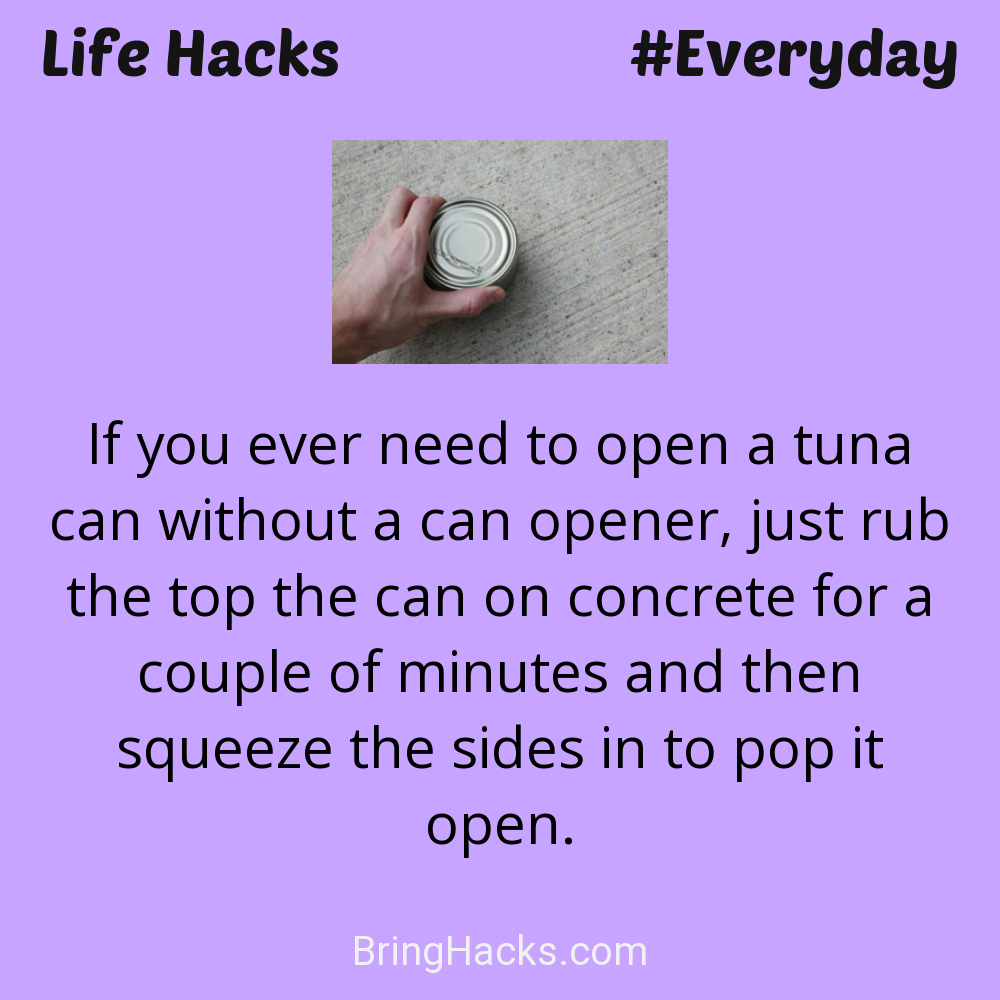 Life Hacks #Everyday
If you ever need to open a tuna
can without a can opener, just rub
the top the can on concrete for a
couple of minutes and then
squeeze the sides in to pop it
open.
BringHacks.com